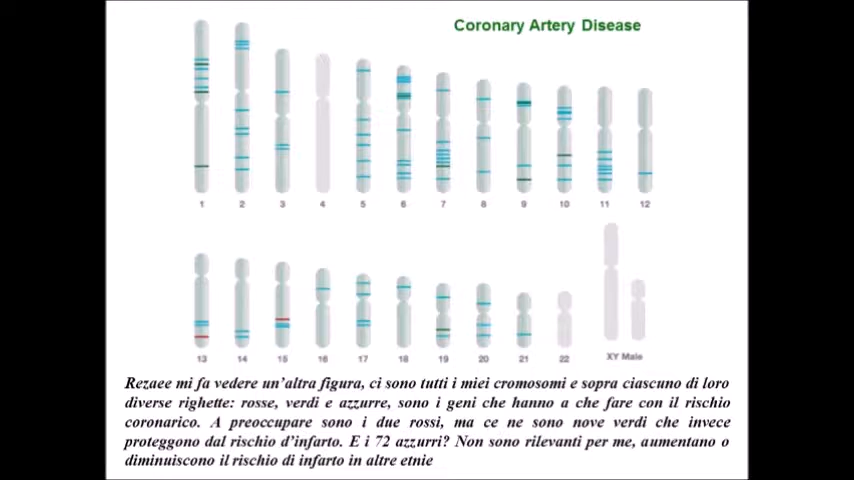 Coronary Artery Disease
1 2 3 4 5 6 7 8 9 10 11 12
13 14 15 16 17 18 19 20 21 22 XY Male
Rezaee mi fa vedere un'altra figura, ci sono tutti i miei cromosomi e sopra ciascuno di loro
diverse righette: rosse, verdi e azzurre, sono i geni che hanno a che fare con il rischio
coronarico. A preoccupare sono i due rossi, ma ce ne sono nove verdi che invece
proteggono dal rischio d'infarto. E i 72 azzurri? Non sono rilevanti per me, aumentano o
diminuiscono il rischio di infarto in altre etnie